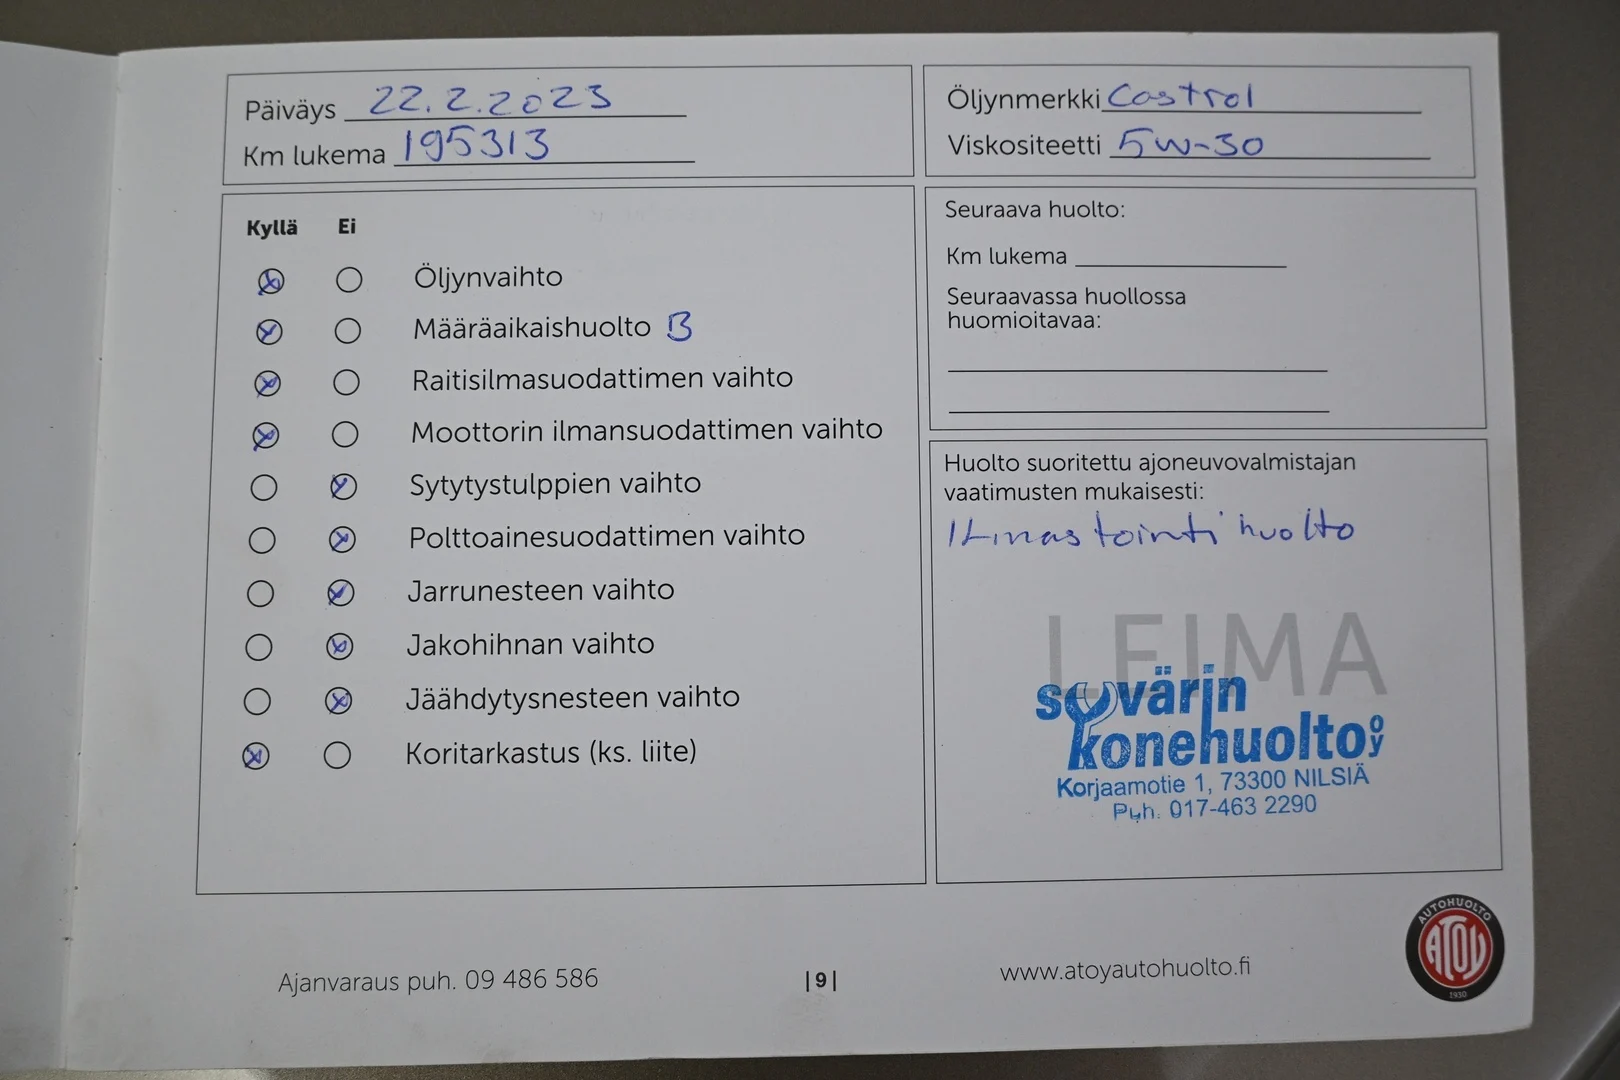 Päiväys 22.2.2023
Km lukema 195313
Kyllä Ei
Öljynvaihto
Määräaikaishuolto B
Raitisilmasuodattimen vaihto
Moottorin ilmansuodattimen vaihto
Sytytystulppien vaihto
Polttoainesuodattimen vaihto
Jarrunesteen vaihto
Jakohihnan vaihto
Jäähdytysnesteen vaihto
Koritarkastus (ks. liite)
Öljynmerkki Castrol
Viskositeetti 5W-30
Seuraava huolto:
Km lukema
Seuraavassa huollossa
huomioitavaa:
Huolto suoritettu ajoneuvovalmistajan
vaatimusten mukaisesti:
Ilmastointi huolto
LEIMA
syvärin
konehuolto oy
Korjaamotie 1, 73300 NILSIÄ
Puh. 017-463 2290
Ajanvaraus puh. 09 486 586
|9|
www.atoyautohuolto.fi
AUTOHUOLTO
ATOY
1930